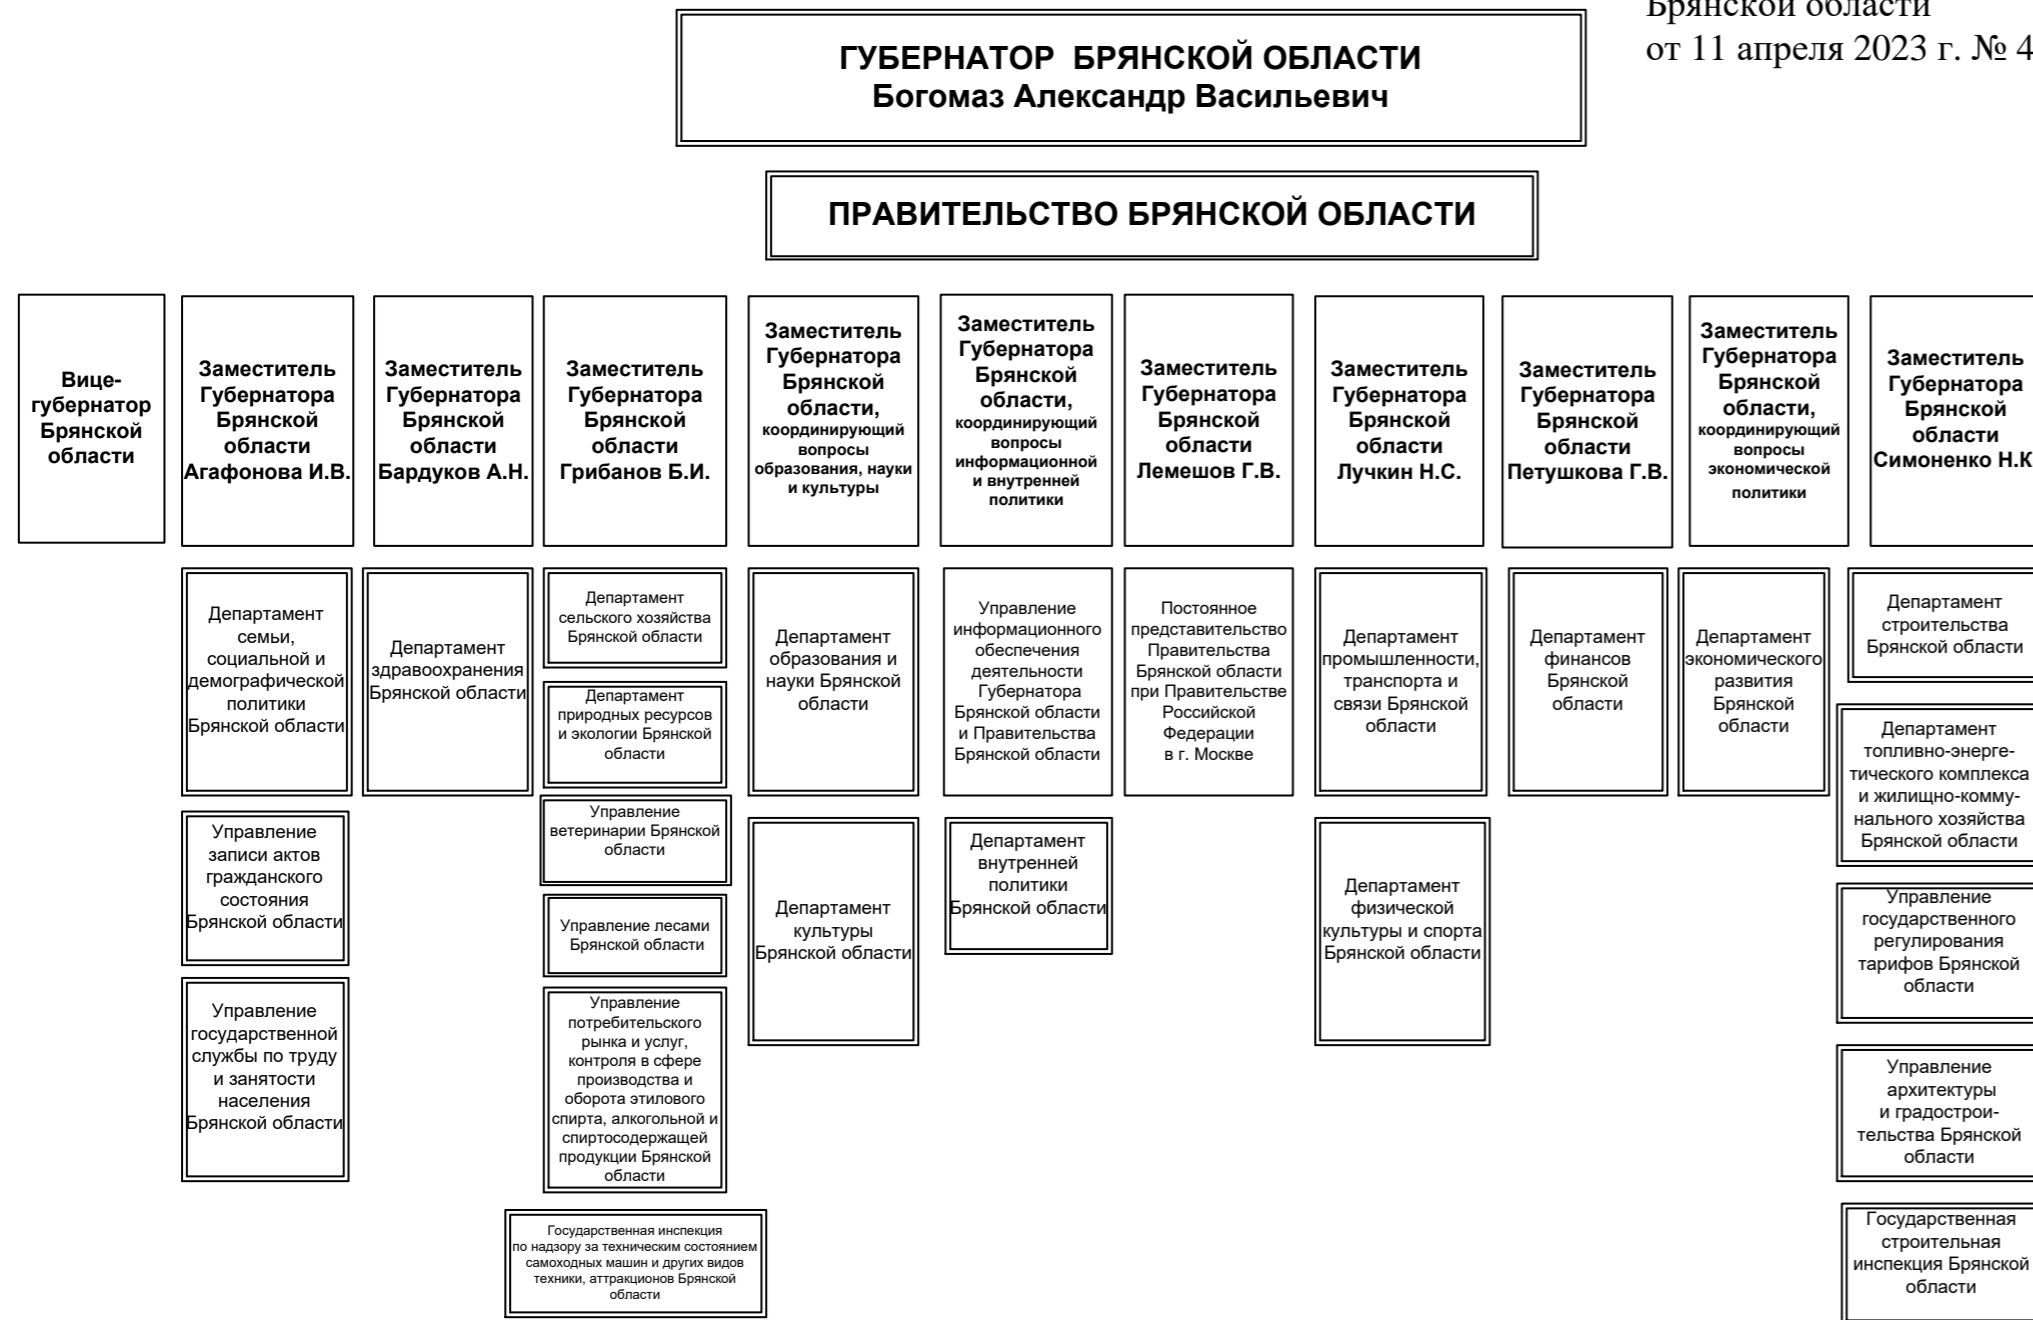 Брянской области
от 11 апреля 2023 г. № 4
ГУБЕРНАТОР БРЯНСКОЙ ОБЛАСТИ
Богомаз Александр Васильевич
ПРАВИТЕЛЬСТВО БРЯНСКОЙ ОБЛАСТИ
Вице-
губернатор
Брянской
области
Заместитель
Губернатора
Брянской
области
Агафонова И.В.
Заместитель
Губернатора
Брянской
области
Бардуков А.Н.
Заместитель
Губернатора
Брянской
области
Грибанов Б.И.
Заместитель
Губернатора
Брянской
области,
координирующий
вопросы
образования, науки
и культуры
Заместитель
Губернатора
Брянской
области,
координирующий
вопросы
информационной
и внутренней
политики
Заместитель
Губернатора
Брянской
области
Лемешов Г.В.
Заместитель
Губернатора
Брянской
области
Лучкин Н.С.
Заместитель
Губернатора
Брянской
области
Петушкова Г.В.
Заместитель
Губернатора
Брянской
области,
координирующий
вопросы
экономической
политики
Заместитель
Губернатора
Брянской
области
Симоненко Н.К
Департамент
семьи,
социальной и
демографической
политики
Брянской области
Департамент
здравоохранения
Брянской области
Департамент
сельского хозяйства
Брянской области
Департамент
природных ресурсов
и экологии Брянской
области
Департамент
образования и
науки Брянской
области
Управление
информационного
обеспечения
деятельности
Губернатора
Брянской области
и Правительства
Брянской области
Постоянное
представительство
Правительства
Брянской области
при Правительстве
Российской
Федерации
в г. Москве
Департамент
промышленности,
транспорта и
связи Брянской
области
Департамент
финансов
Брянской
области
Департамент
экономического
развития
Брянской
области
Департамент
строительства
Брянской области
Департамент
топливно-энерге-
тического комплекса
и жилищно-комму-
нального хозяйства
Брянской области
Управление
записи актов
гражданского
состояния
Брянской области
Управление
ветеринарии Брянской
области
Управление лесами
Брянской области
Департамент
культуры
Брянской области
Департамент
внутренней
политики
Брянской области
Департамент
физической
культуры и спорта
Брянской области
Управление
государственного
регулирования
тарифов Брянской
области
Управление
государственной
службы по труду
и занятости
населения
Брянской области
Управление
потребительского
рынка и услуг,
контроля в сфере
производства и
оборота этилового
спирта, алкогольной и
спиртосодержащей
продукции Брянской
области
Управление
архитектуры
и градострои-
тельства Брянской
области
Государственная инспекция
по надзору за техническим состоянием
самоходных машин и других видов
техники, аттракционов Брянской
области
Государственная
строительная
инспекция Брянской
области